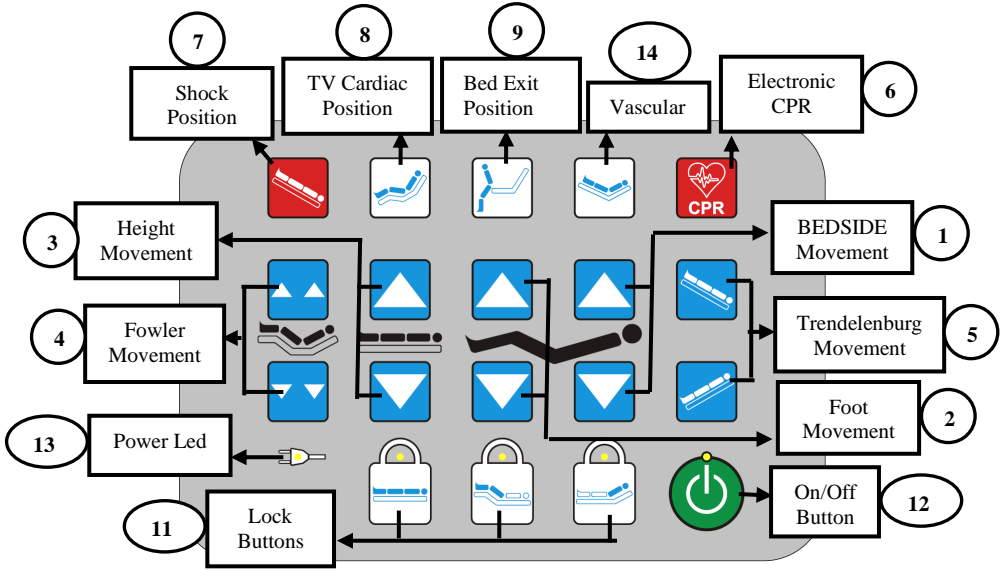 7
8
9
14
Shock
Position
TV Cardiac
Position
Bed Exit
Position
Vascular
Electronic
CPR
6
CPR
3
Height
Movement
BEDSIDE
Movement
1
4
Fowler
Movement
Trendelenburg
Movement
5
13
Power Led
Foot
Movement
2
11
Lock
Buttons
On/Off
Button
12